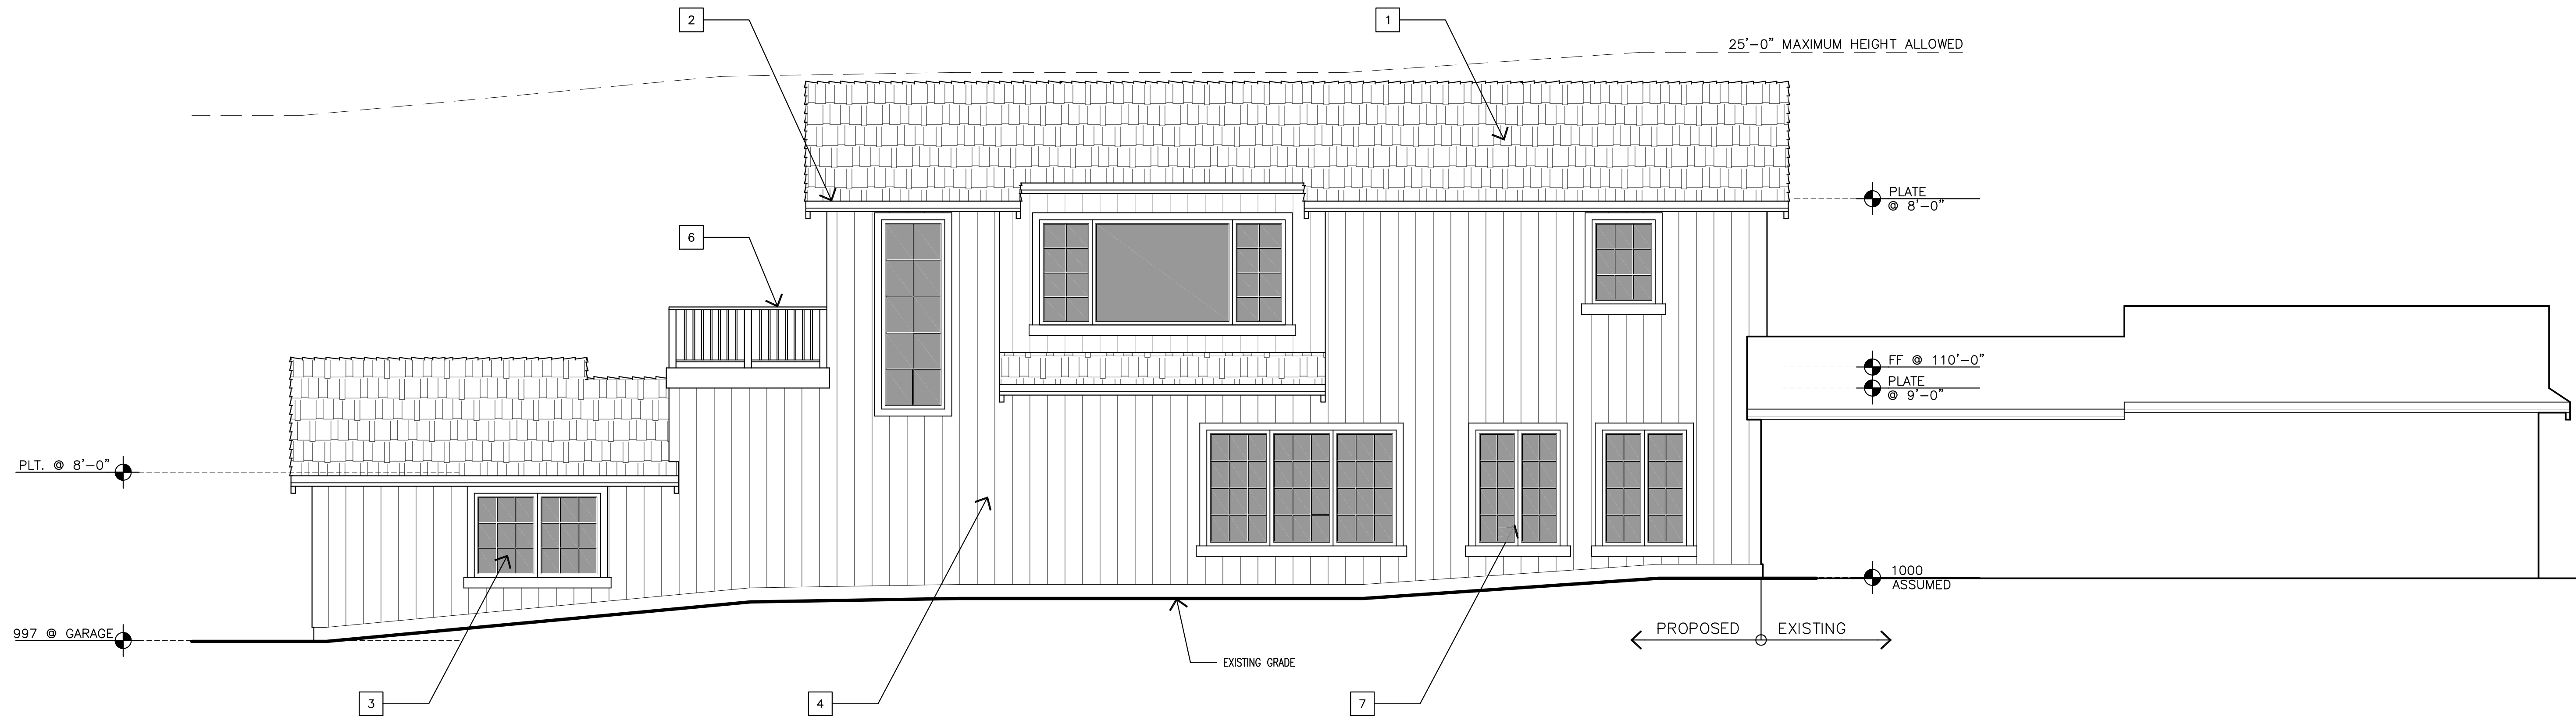 2
1
25'-0" MAXIMUM HEIGHT ALLOWED
PLATE
@ 8'-0"
6
FF @ 110'-0"
PLATE
@ 9'-0"
PLT. @ 8'-0"
1000
ASSUMED
997 @ GARAGE
PROPOSED EXISTING
EXISTING GRADE
3
4
7